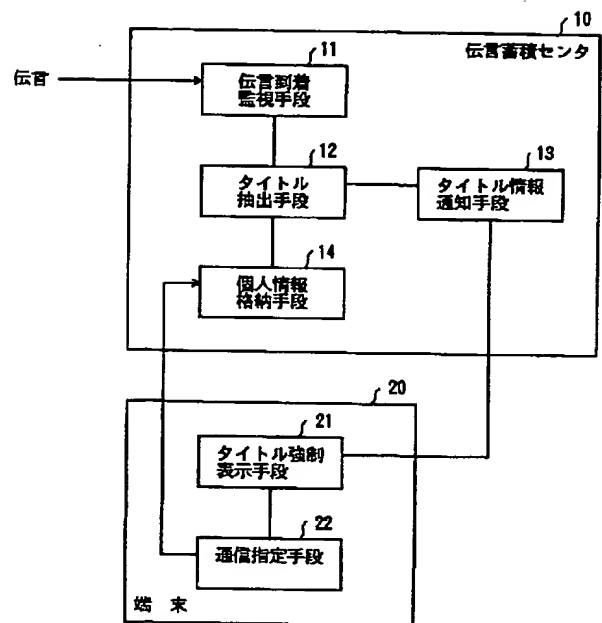 10
伝言蓄積センタ
11
伝言
伝言到着
監視手段
12
13
タイトル
抽出手段
タイトル情報
通知手段
14
個人情報
格納手段
20
21
タイトル強制
表示手段
22
通信指定手段
端 末